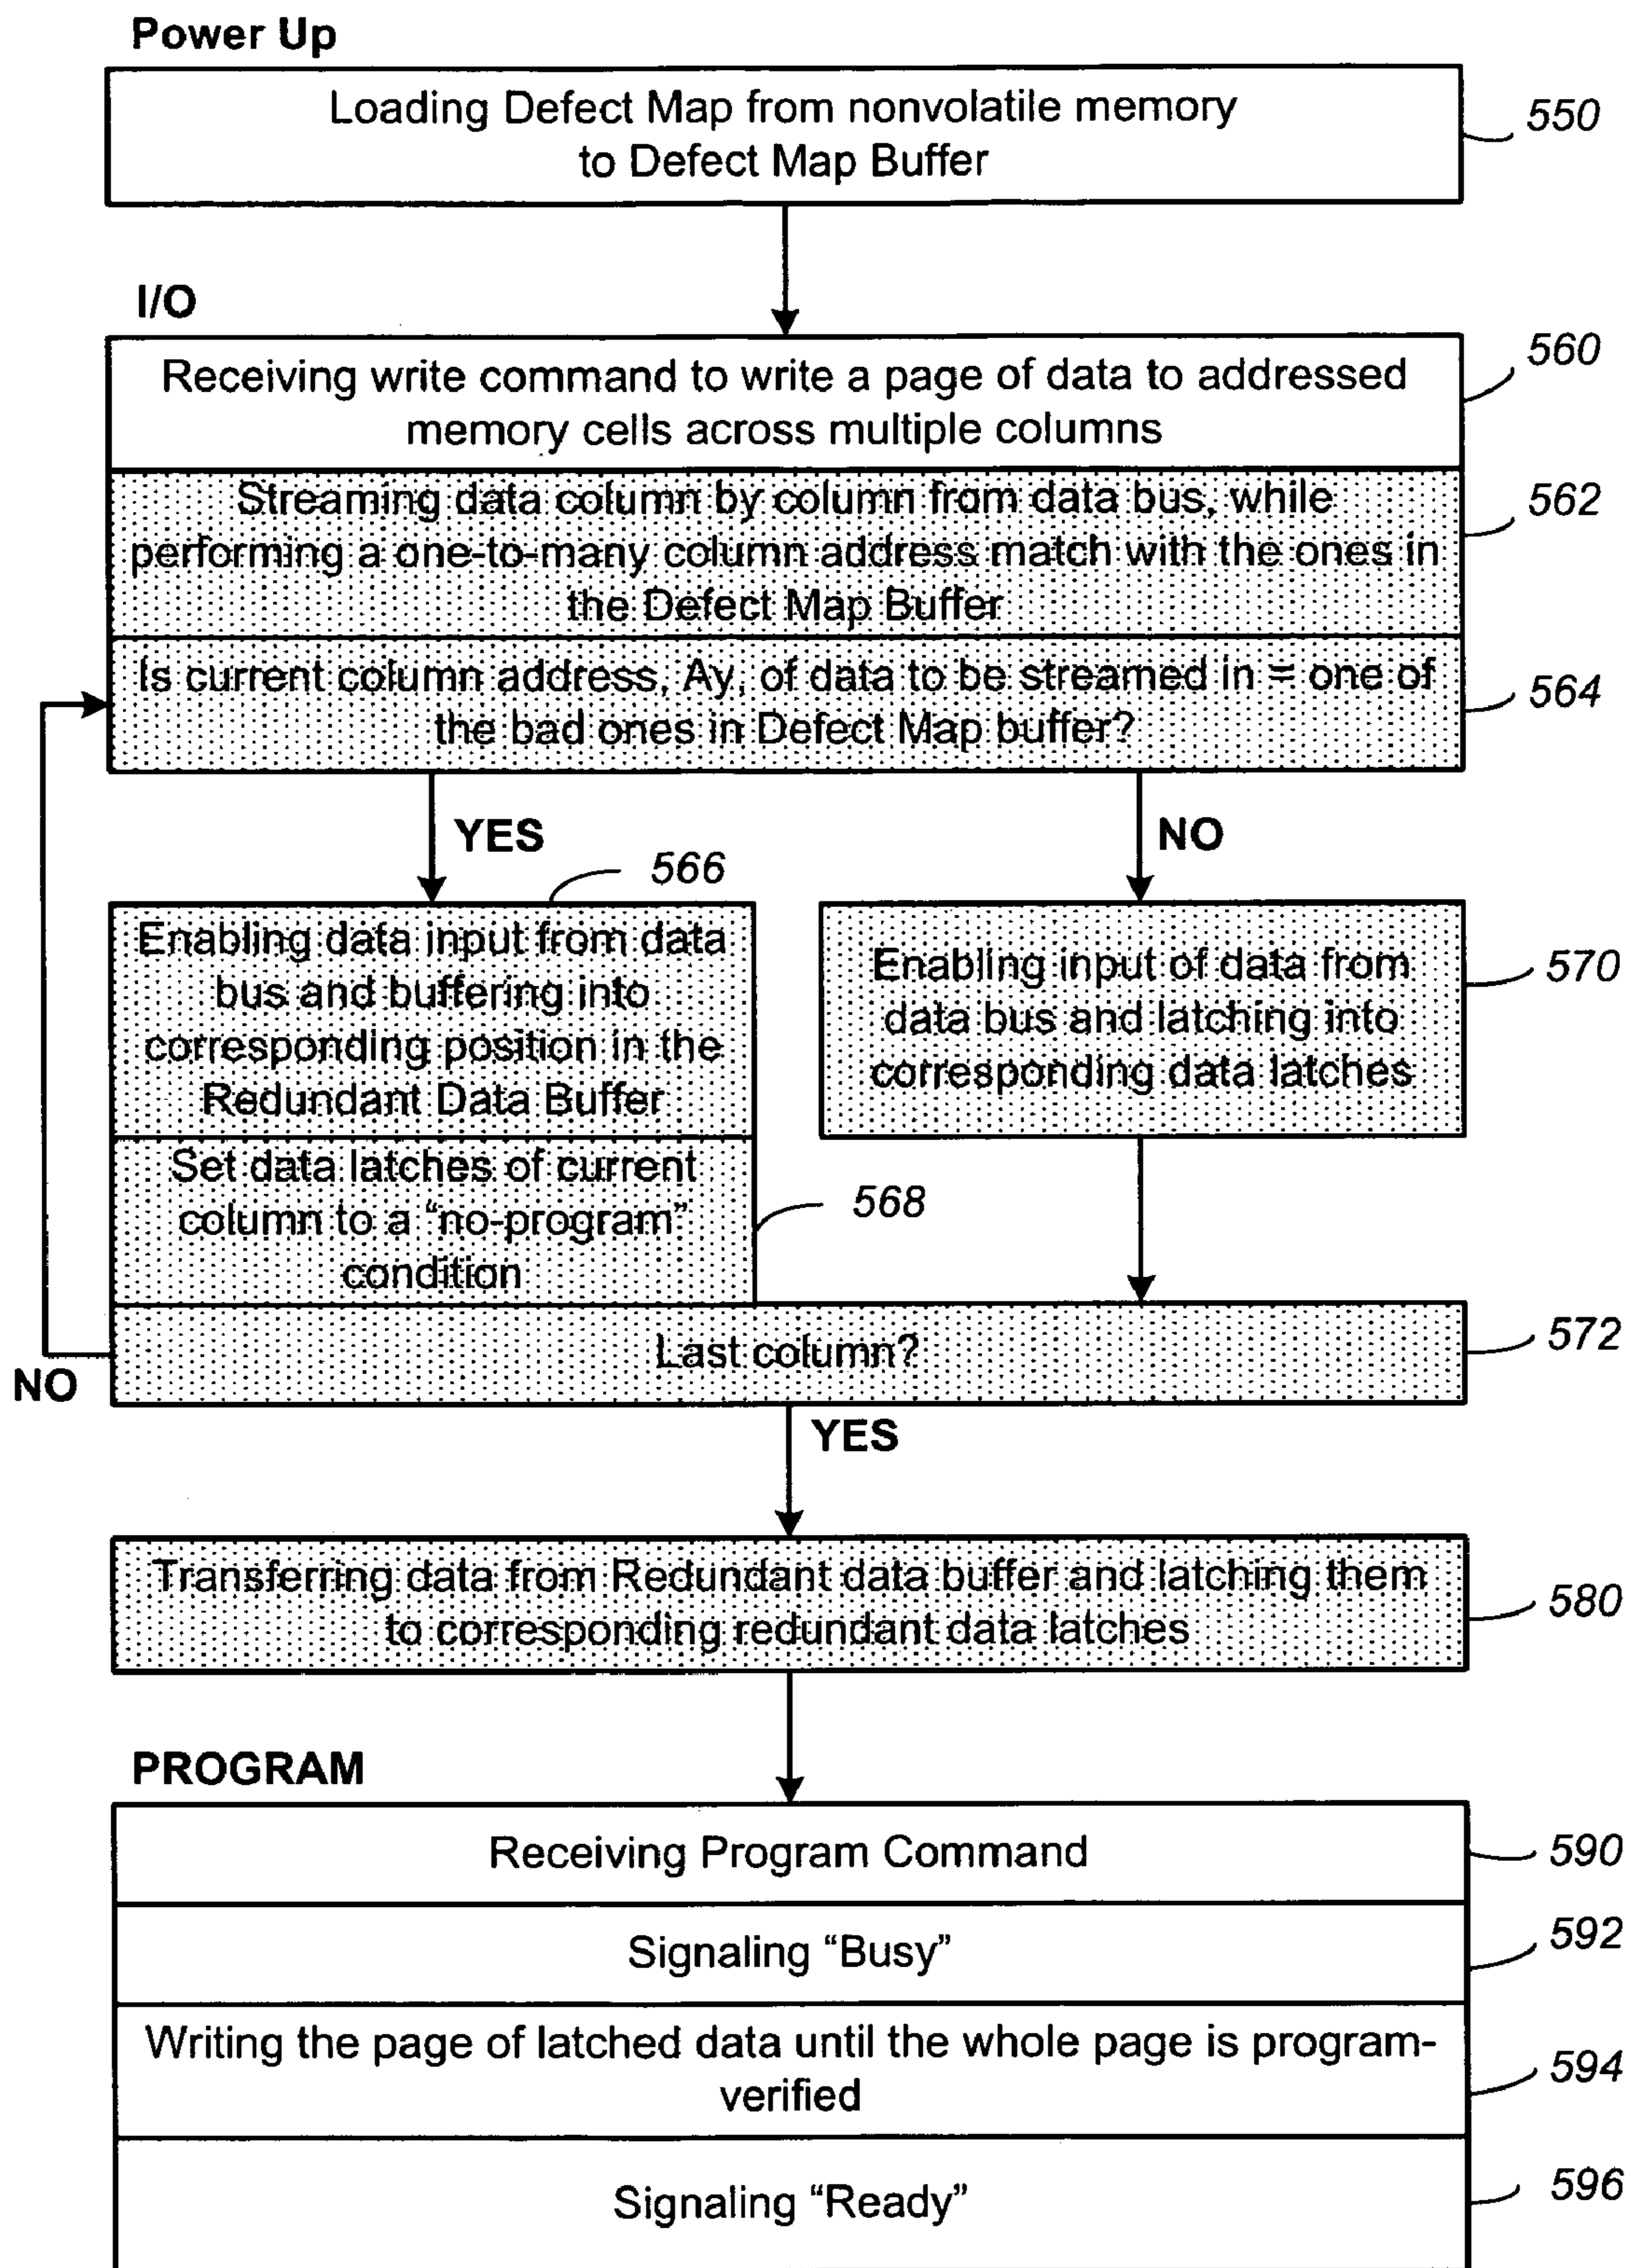 Power Up
Loading Defect Map from nonvolatile memory
to Defect Map Buffer
550
I/O
Receiving write command to write a page of data to addressed
memory cells across multiple columns
560
Streaming data column by column from data bus, while
performing a one-to-many column address match with the ones in
the Defect Map Buffer
562
Is current column address, Ay, of data to be streamed in = one of
the bad ones in Defect Map buffer?
564
YES
NO
566
Enabling data input from data
bus and buffering into
corresponding position in the
Redundant Data Buffer
Enabling input of data from
data bus and latching into
corresponding data latches
570
Set data latches of current
column to a “no-program”
condition
568
Last column?
572
NO
YES
Transferring data from Redundant data buffer and latching them
to corresponding redundant data latches
580
PROGRAM
Receiving Program Command
590
Signaling “Busy”
592
Writing the page of latched data until the whole page is program-
verified
594
Signaling “Ready”
596